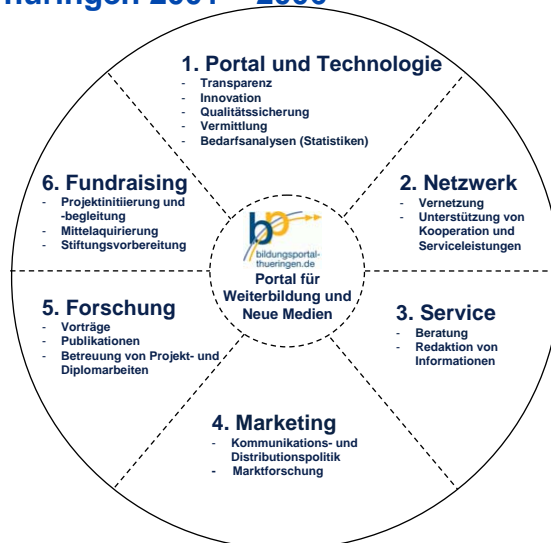 1. Portal und Technologie
- Transparenz
- Innovation
- Qualitätssicherung
- Vermittlung
- Bedarfsanalysen (Statistiken)
2. Netzwerk
- Vernetzung
- Unterstützung von
Kooperation und
Serviceleistungen
3. Service
- Beratung
- Redaktion von
Informationen
4. Marketing
- Kommunikations- und
Distributionspolitik
- Marktforschung
5. Forschung
- Vorträge
- Publikationen
- Betreuung von Projekt- und
Diplomarbeiten
6. Fundraising
- Projektinitiierung und
-begleitung
- Mittelaquirierung
- Stiftungsvorbereitung
bp
bildungsportal-
thueringen.de
Portal für
Weiterbildung und
Neue Medien